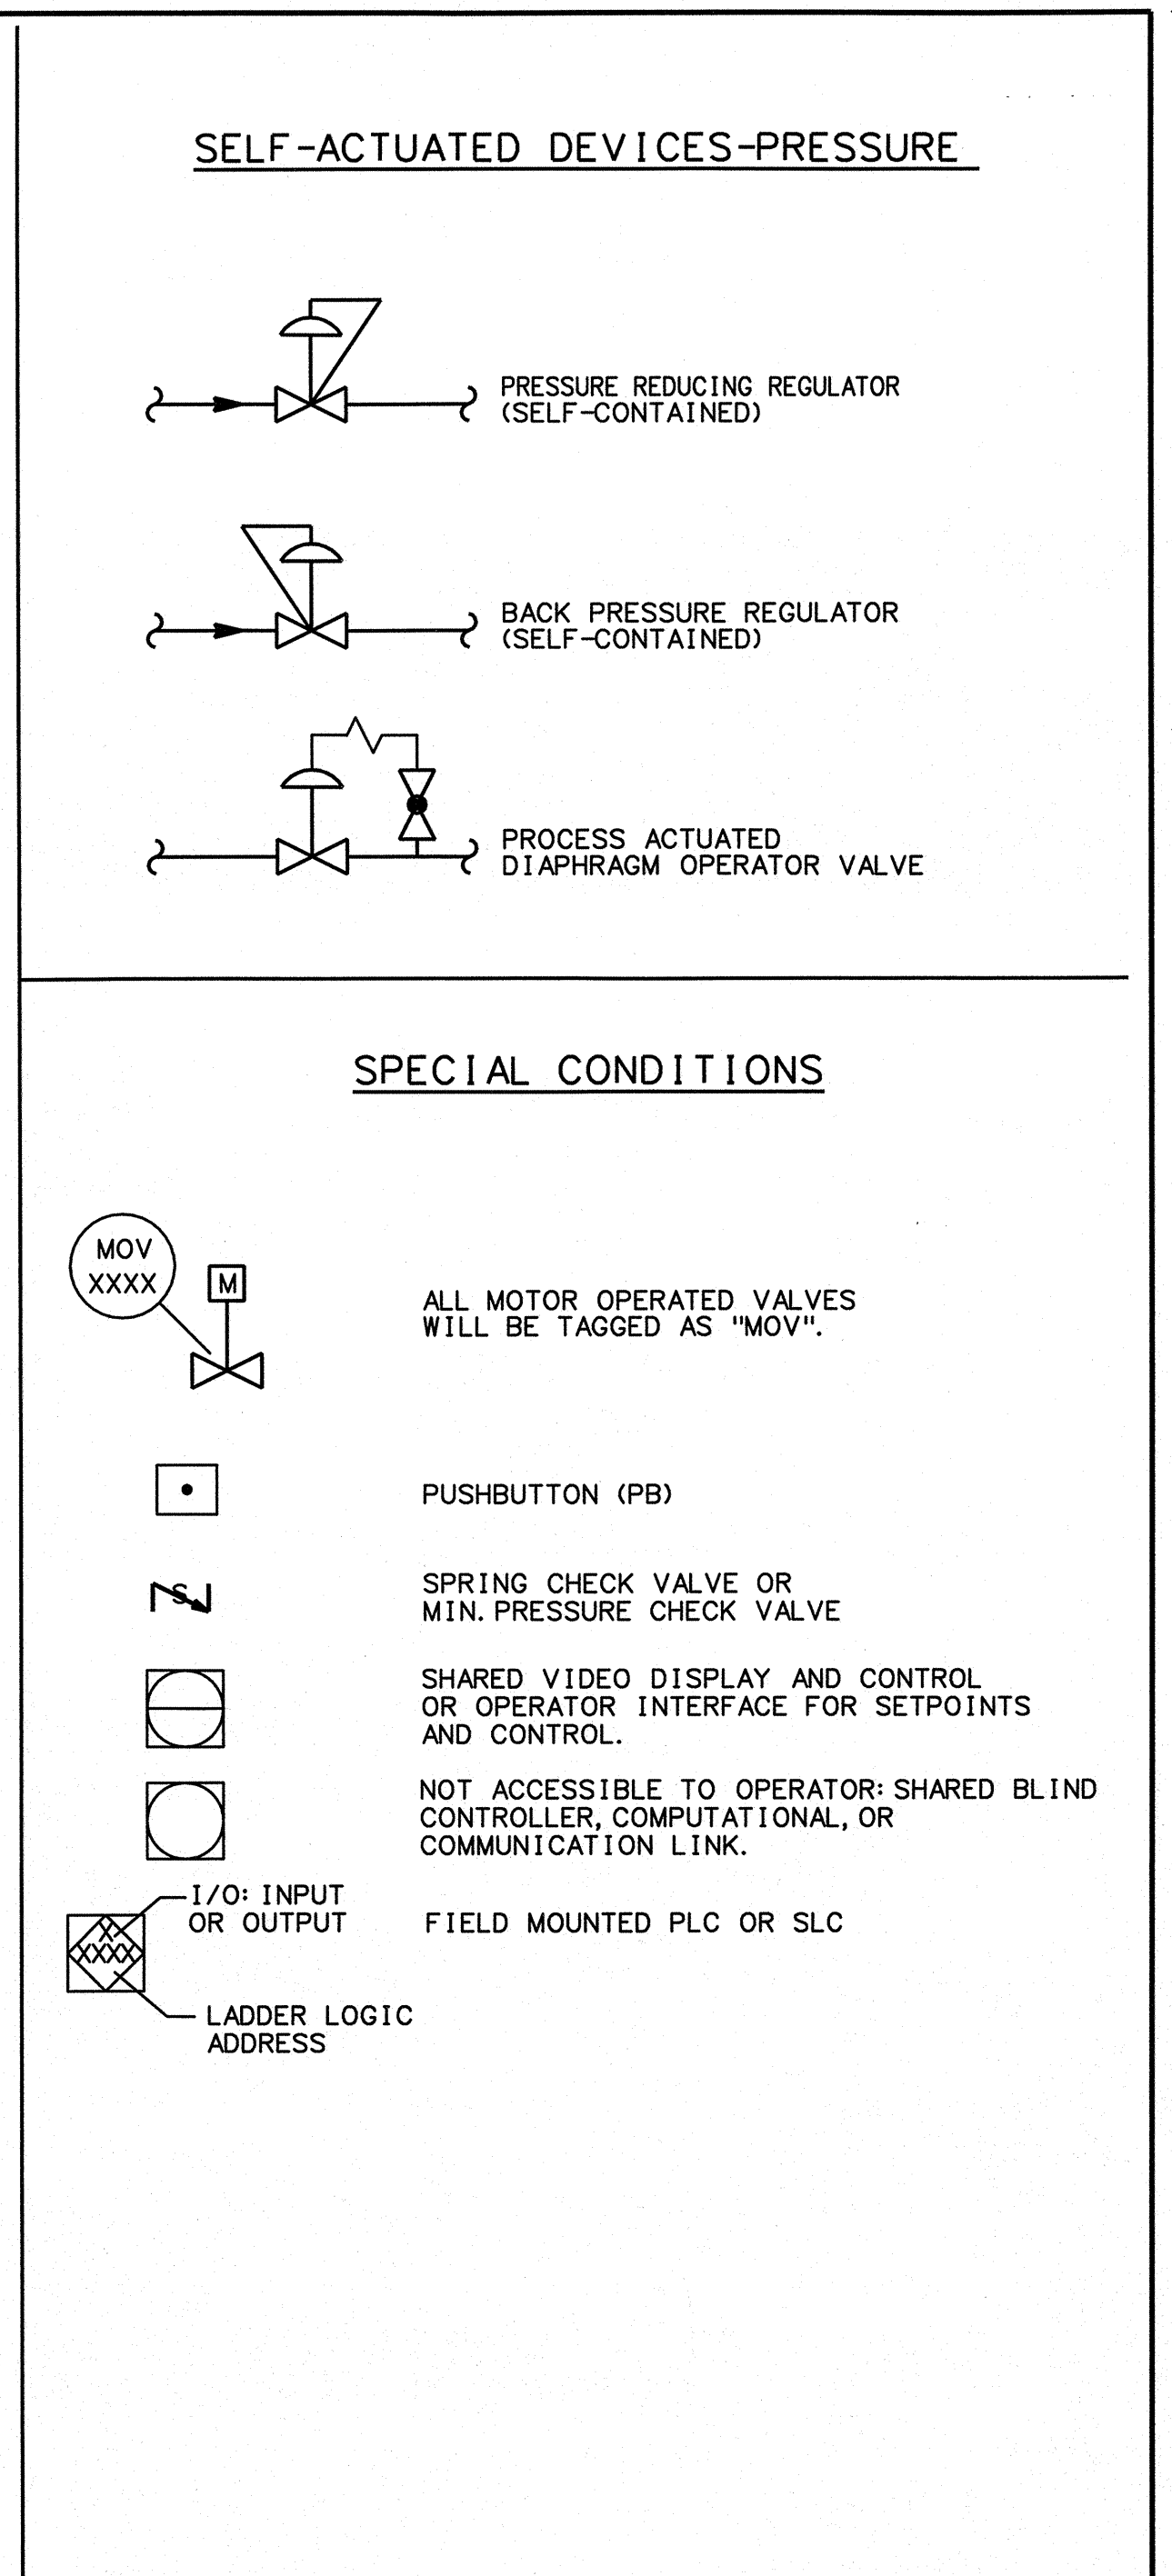 SELF-ACTUATED DEVICES-PRESSURE
PRESSURE REDUCING REGULATOR
(SELF-CONTAINED)
BACK PRESSURE REGULATOR
(SELF-CONTAINED)
PROCESS ACTUATED
DIAPHRAGM OPERATOR VALVE
SPECIAL CONDITIONS
MOV
XXXX
M
ALL MOTOR OPERATED VALVES
WILL BE TAGGED AS "MOV".
PUSHBUTTON (PB)
S
SPRING CHECK VALVE OR
MIN. PRESSURE CHECK VALVE
SHARED VIDEO DISPLAY AND CONTROL
OR OPERATOR INTERFACE FOR SETPOINTS
AND CONTROL.
NOT ACCESSIBLE TO OPERATOR: SHARED BLIND
CONTROLLER, COMPUTATIONAL, OR
COMMUNICATION LINK.
I/O: INPUT
OR OUTPUT
X
XXXX
FIELD MOUNTED PLC OR SLC
LADDER LOGIC
ADDRESS